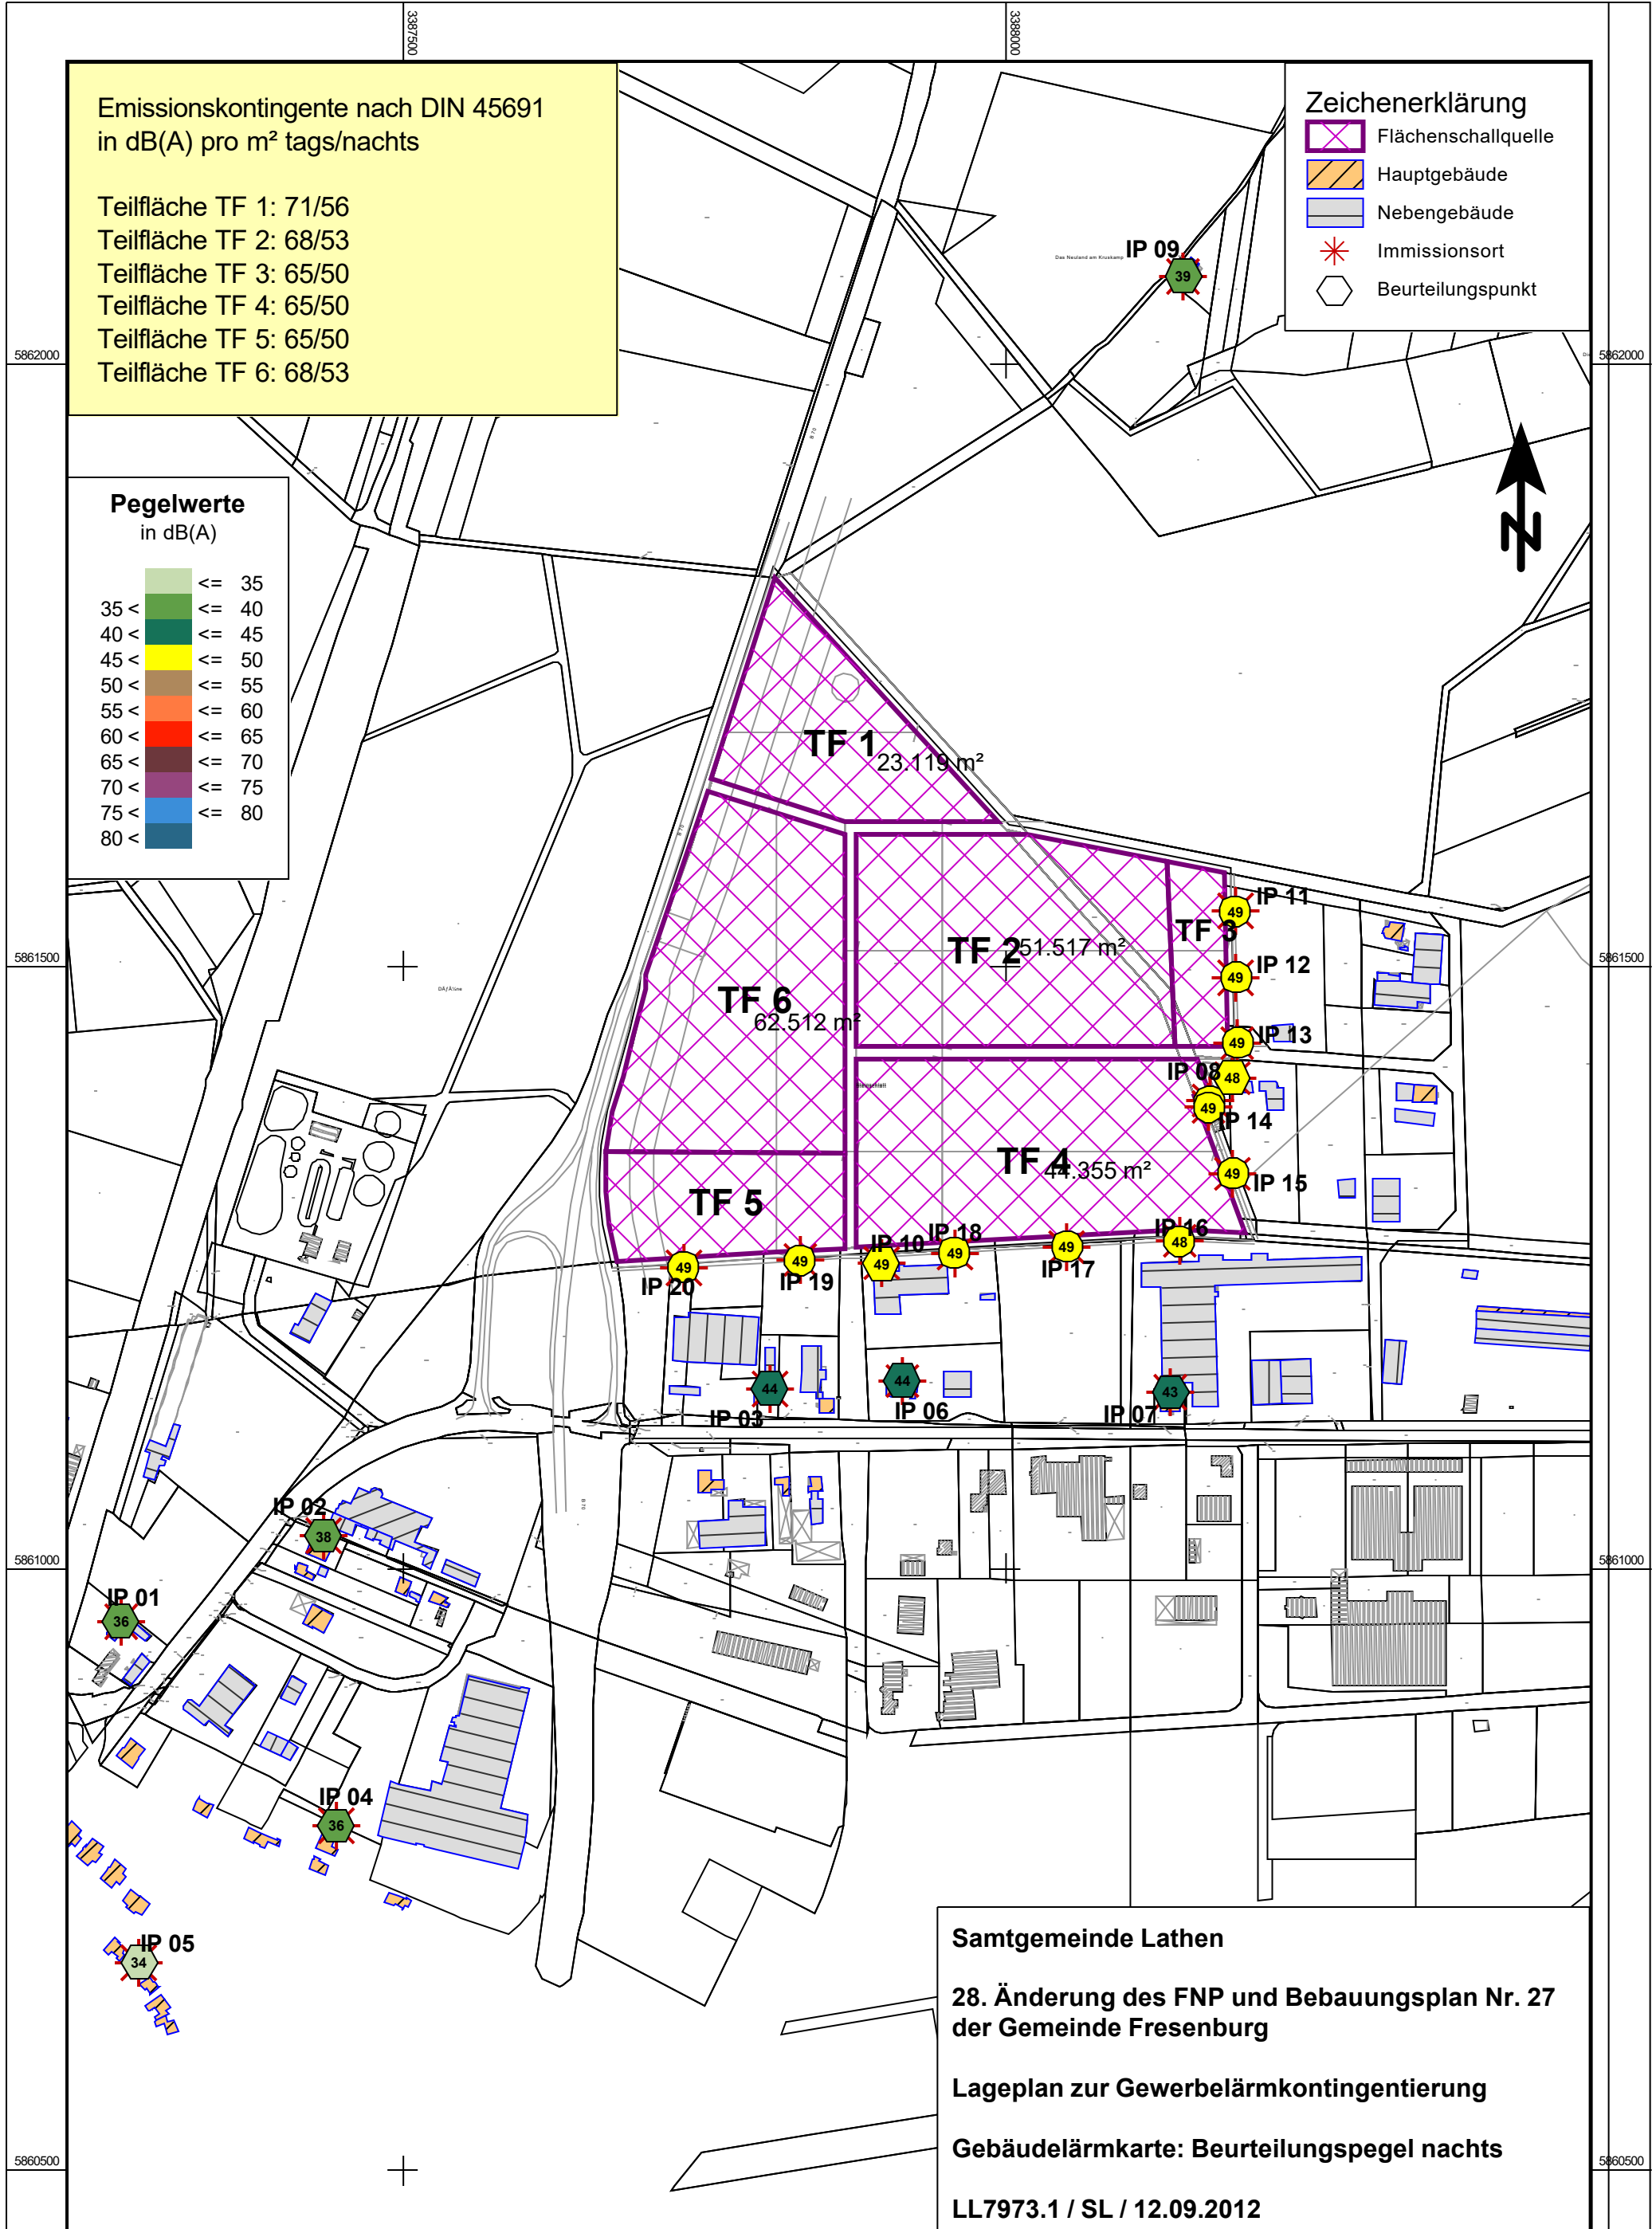 3387500
3388000
Emissionskontingente nach DIN 45691
in dB(A) pro m² tags/nachts
Teilfläche TF 1: 71/56
Teilfläche TF 2: 68/53
Teilfläche TF 3: 65/50
Teilfläche TF 4: 65/50
Teilfläche TF 5: 65/50
Teilfläche TF 6: 68/53
Zeichenerklärung
Flächenschallquelle
Hauptgebäude
Nebengebäude
Immissionsort
Beurteilungspunkt
Das Neuland am Kruskamp
IP 09
39
5862000
5862000
N
B 70
Pegelwerte
in dB(A)
<= 35
35 < <= 40
40 < <= 45
45 < <= 50
50 < <= 55
55 < <= 60
60 < <= 65
65 < <= 70
70 < <= 75
75 < <= 80
80 <
TF 1
23.119 m²
B 70
IP 11
49
TF 3
TF 2
51.517 m²
5861500
5861500
IP 12
49
TF 6
62.512 m²
IP 13
49
IP 08
48
49
IP 14
TF 4
44.355 m²
49
IP 15
TF 5
IP 16
48
IP 18
49
IP 10
49
49
IP 17
49
IP 19
49
IP 20
44
IP 03
44
IP 06
43
IP 07
B 70
IP 02
38
5861000
5861000
IP 01
36
IP 04
36
IP 05
34
Samtgemeinde Lathen
28. Änderung des FNP und Bebauungsplan Nr. 27
der Gemeinde Fresenburg
Lageplan zur Gewerbelärmkontingentierung
Gebäudelärmkarte: Beurteilungspegel nachts
LL7973.1 / SL / 12.09.2012
5860500
5860500